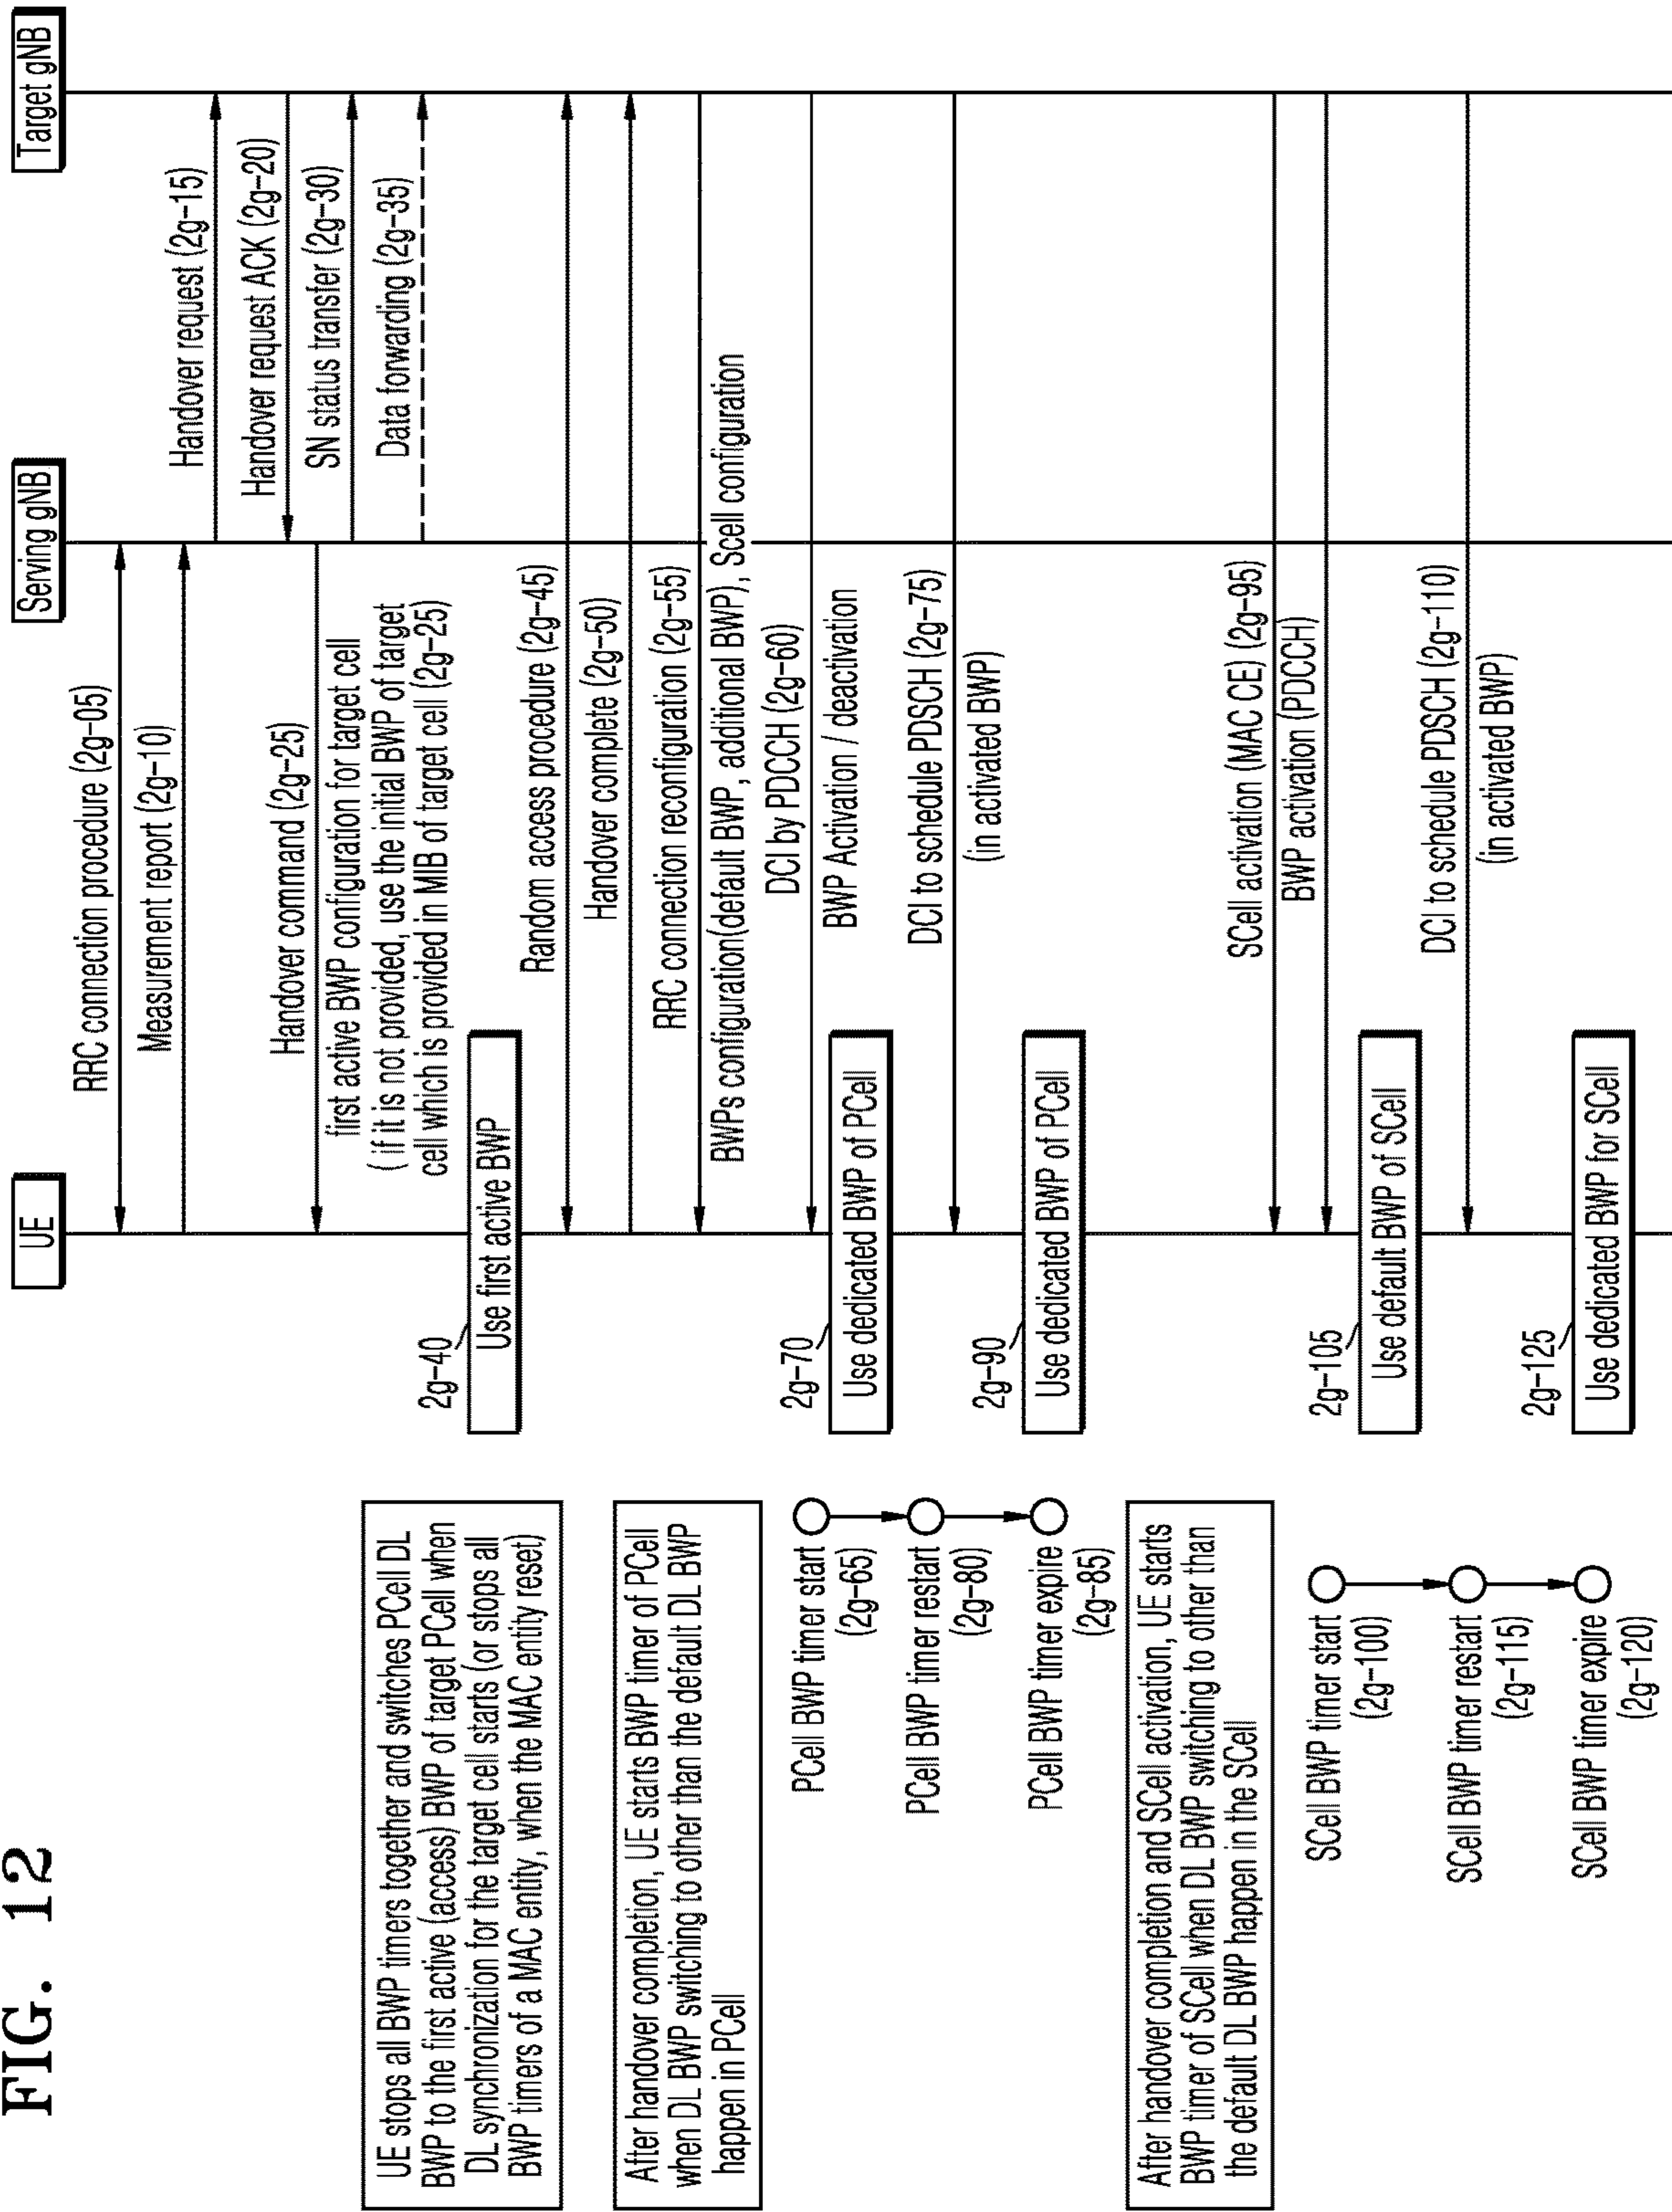 FIG. 12
UE
Serving gNB
Target gNB
RRC connection procedure (2g-05)
Measurement report (2g-10)
Handover request (2g-15)
Handover request ACK (2g-20)
Handover command (2g-25)
SN status transfer (2g-30)
first active BWP configuration for target cell
( if it is not provided, use the initial BWP of target
cell which is provided in MIB of target cell (2g-25)
Data forwarding (2g-35)
UE stops all BWP timers together and switches PCell DL
BWP to the first active (access) BWP of target PCell when
DL synchronization for the target cell starts (or stops all
BWP timers of a MAC entity, when the MAC entity reset)
2g-40
Use first active BWP
Random access procedure (2g-45)
Handover complete (2g-50)
After handover completion, UE starts BWP timer of PCell
when DL BWP switching to other than the default DL BWP
happen in PCell
RRC connection reconfiguration (2g-55)
BWPs configuration(default BWP, additional BWP), Scell configuration
DCI by PDCCH (2g-60)
BWP Activation / deactivation
PCell BWP timer start
(2g-65)
2g-70
Use dedicated BWP of PCell
DCI to schedule PDSCH (2g-75)
(in activated BWP)
PCell BWP timer restart
(2g-80)
PCell BWP timer expire
(2g-85)
2g-90
Use dedicated BWP of PCell
After handover completion and SCell activation, UE starts
BWP timer of SCell when DL BWP switching to other than
the default DL BWP happen in the SCell
SCell activation (MAC CE) (2g-95)
BWP activation (PDCCH)
SCell BWP timer start
(2g-100)
2g-105
Use default BWP of SCell
DCI to schedule PDSCH (2g-110)
(in activated BWP)
SCell BWP timer restart
(2g-115)
SCell BWP timer expire
(2g-120)
2g-125
Use dedicated BWP for SCell